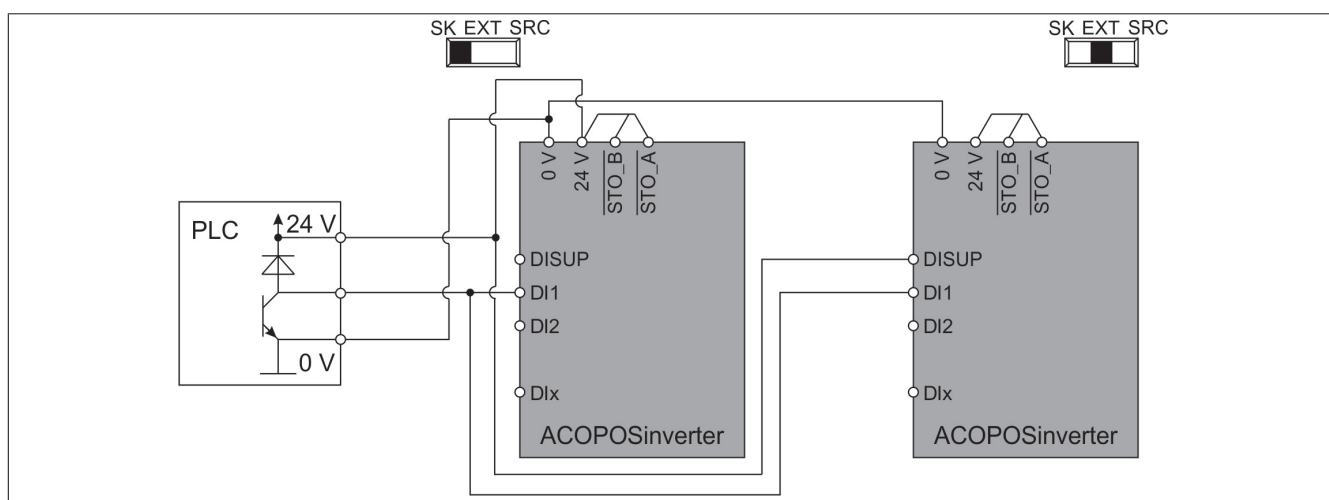 SK EXT SRC
SK EXT SRC
0 V
24 V
STO_B
STO_A
0 V
24 V
STO_B
STO_A
PLC
24 V
0 V
DISUP
DI1
DI2
DIx
ACOPOSinverter
DISUP
DI1
DI2
DIx
ACOPOSinverter